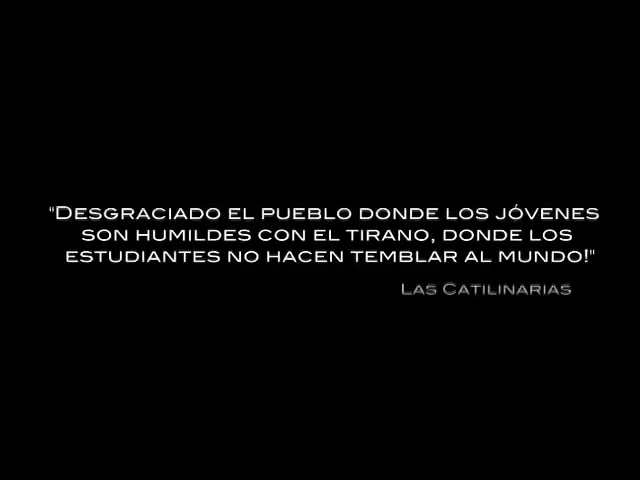 "Desgraciado el pueblo donde los jóvenes
son humildes con el tirano, donde los
estudiantes no hacen temblar al mundo!"
Las Catilinarias